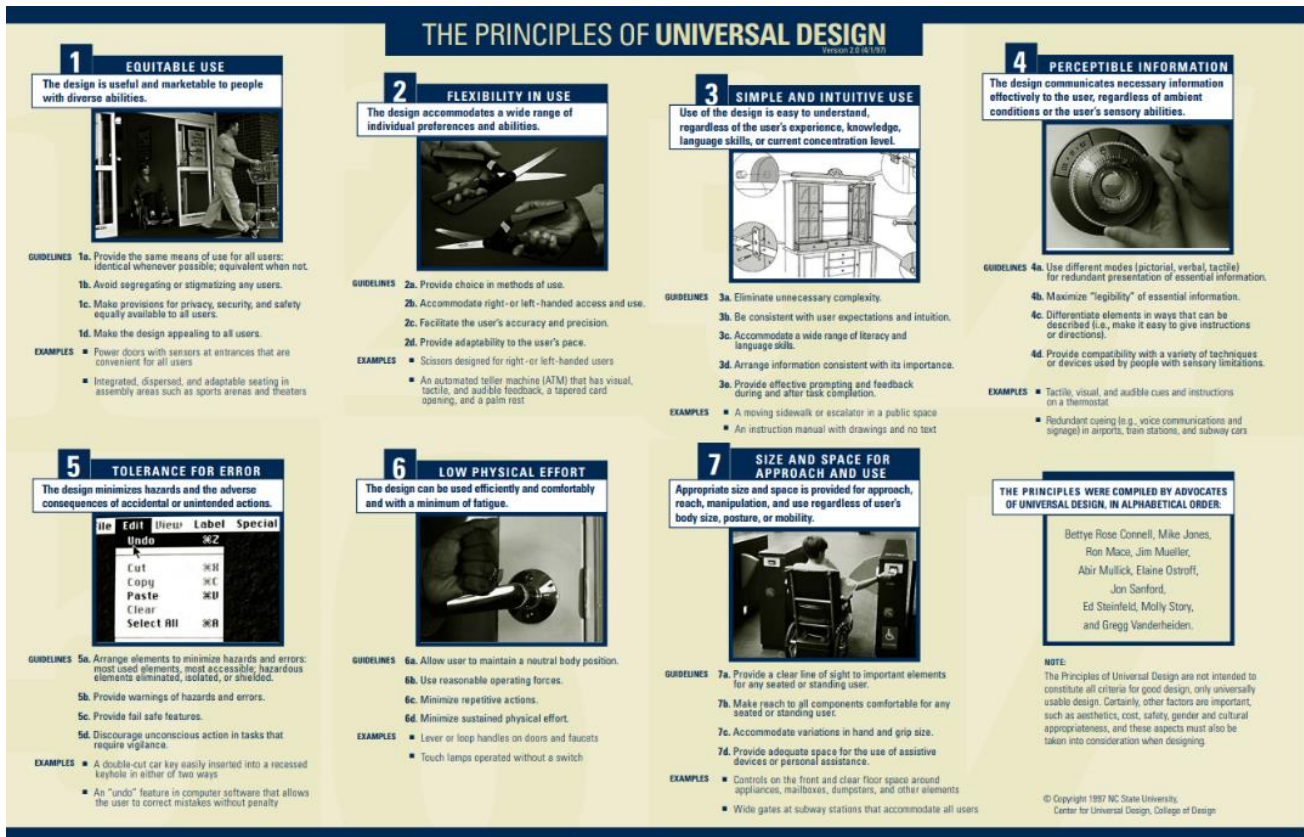 THE PRINCIPLES OF UNIVERSAL DESIGN
Version 2.0 (4/1/97)
1
EQUITABLE USE
The design is useful and marketable to people
with diverse abilities.
GUIDELINES 1a. Provide the same means of use for all users:
identical whenever possible; equivalent when not.
1b. Avoid segregating or stigmatizing any users.
1c. Make provisions for privacy, security, and safety
equally available to all users.
1d. Make the design appealing to all users.
EXAMPLES ■ Power doors with sensors at entrances that are
convenient for all users
■ Integrated, dispersed, and adaptable seating in
assembly areas such as sports arenas and theaters
2
FLEXIBILITY IN USE
The design accommodates a wide range of
individual preferences and abilities.
GUIDELINES 2a. Provide choice in methods of use.
2b. Accommodate right- or left-handed access and use.
2c. Facilitate the user's accuracy and precision.
2d. Provide adaptability to the user's pace.
EXAMPLES ■ Scissors designed for right- or left-handed users
■ An automated teller machine (ATM) that has visual,
tactile, and audible feedback, a tapered card
opening, and a palm rest
3
SIMPLE AND INTUITIVE USE
Use of the design is easy to understand,
regardless of the user's experience, knowledge,
language skills, or current concentration level.
GUIDELINES 3a. Eliminate unnecessary complexity.
3b. Be consistent with user expectations and intuition.
3c. Accommodate a wide range of literacy and
language skills.
3d. Arrange information consistent with its importance.
3e. Provide effective prompting and feedback
during and after task completion.
EXAMPLES ■ A moving sidewalk or escalator in a public space
■ An instruction manual with drawings and no text
4
PERCEPTIBLE INFORMATION
The design communicates necessary information
effectively to the user, regardless of ambient
conditions or the user's sensory abilities.
GUIDELINES 4a. Use different modes (pictorial, verbal, tactile)
for redundant presentation of essential information.
4b. Maximize "legibility" of essential information.
4c. Differentiate elements in ways that can be
described (i.e., make it easy to give instructions
or directions).
4d. Provide compatibility with a variety of techniques
or devices used by people with sensory limitations.
EXAMPLES ■ Tactile, visual, and audible cues and instructions
on a thermostat
■ Redundant cueing (e.g., voice communications and
signage) in airports, train stations, and subway cars
5
TOLERANCE FOR ERROR
The design minimizes hazards and the adverse
consequences of accidental or unintended actions.
ile Edit View Label Special
Undo ⌘Z
Cut ⌘X
Copy ⌘C
Paste ⌘V
Clear
Select All ⌘A
GUIDELINES 5a. Arrange elements to minimize hazards and errors:
most used elements, most accessible; hazardous
elements eliminated, isolated, or shielded.
5b. Provide warnings of hazards and errors.
5c. Provide fail safe features.
5d. Discourage unconscious action in tasks that
require vigilance.
EXAMPLES ■ A double-cut car key easily inserted into a recessed
keyhole in either of two ways
■ An "undo" feature in computer software that allows
the user to correct mistakes without penalty
6
LOW PHYSICAL EFFORT
The design can be used efficiently and comfortably
and with a minimum of fatigue.
GUIDELINES 6a. Allow user to maintain a neutral body position.
6b. Use reasonable operating forces.
6c. Minimize repetitive actions.
6d. Minimize sustained physical effort.
EXAMPLES ■ Lever or loop handles on doors and faucets
■ Touch lamps operated without a switch
7
SIZE AND SPACE FOR
APPROACH AND USE
Appropriate size and space is provided for approach,
reach, manipulation, and use regardless of user's
body size, posture, or mobility.
GUIDELINES 7a. Provide a clear line of sight to important elements
for any seated or standing user.
7b. Make reach to all components comfortable for any
seated or standing user.
7c. Accommodate variations in hand and grip size.
7d. Provide adequate space for the use of assistive
devices or personal assistance.
EXAMPLES ■ Controls on the front and clear floor space around
appliances, mailboxes, dumpsters, and other elements
■ Wide gates at subway stations that accommodate all users
THE PRINCIPLES WERE COMPILED BY ADVOCATES
OF UNIVERSAL DESIGN, IN ALPHABETICAL ORDER:
Bettye Rose Connell, Mike Jones,
Ron Mace, Jim Mueller,
Abir Mullick, Elaine Ostroff,
Jon Sanford,
Ed Steinfeld, Molly Story,
and Gregg Vanderheiden.
NOTE:
The Principles of Universal Design are not intended to
constitute all criteria for good design, only universally
usable design. Certainly, other factors are important,
such as aesthetics, cost, safety, gender and cultural
appropriateness, and these aspects must also be
taken into consideration when designing.
© Copyright 1997 NC State University,
Center for Universal Design, College of Design